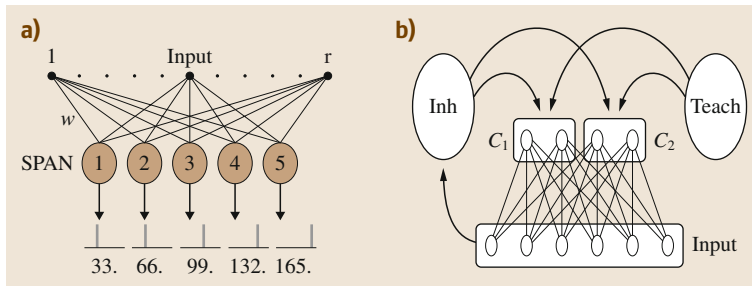 a)
1 Input r
w
SPAN 1 2 3 4 5
33. 66. 99. 132. 165.
b)
Inh Teach
C1 C2
Input